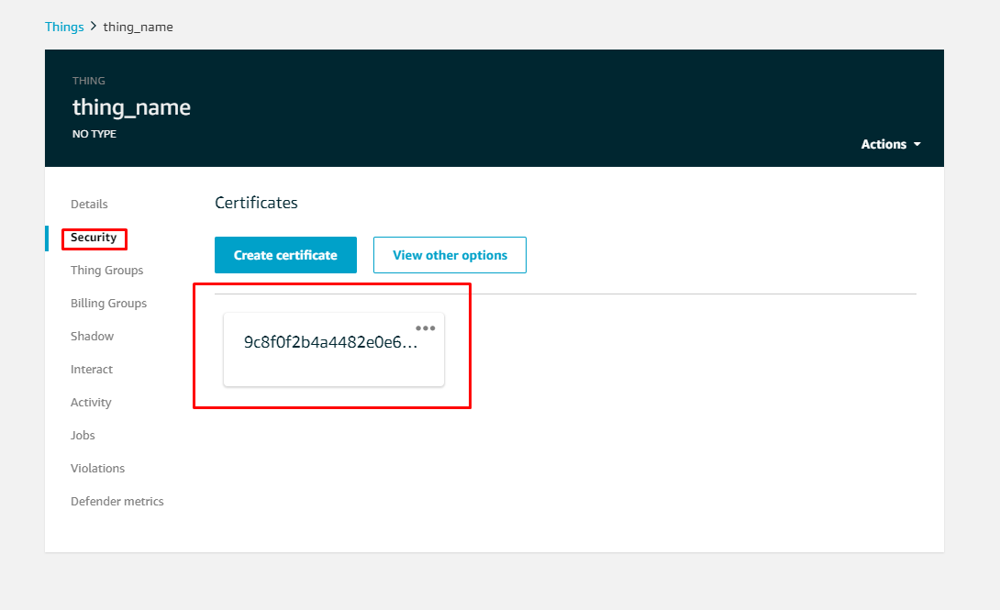 Things > thing_name
THING
thing_name
NO TYPE
Actions
Details
Security
Thing Groups
Billing Groups
Shadow
Interact
Activity
Jobs
Violations
Defender metrics
Certificates
Create certificate
View other options
9c8f0f2b4a4482e0e6...